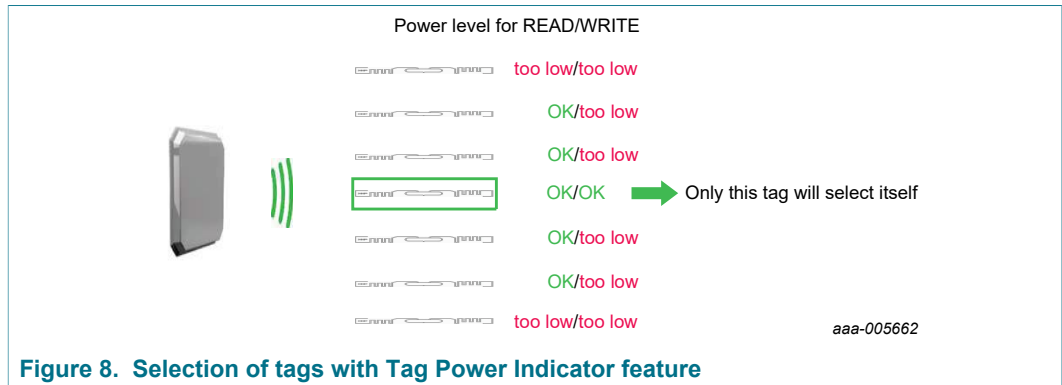 Power level for READ/WRITE
too low/too low
OK/too low
OK/too low
OK/OK Only this tag will select itself
OK/too low
OK/too low
too low/too low
aaa-005662
Figure 8. Selection of tags with Tag Power Indicator feature